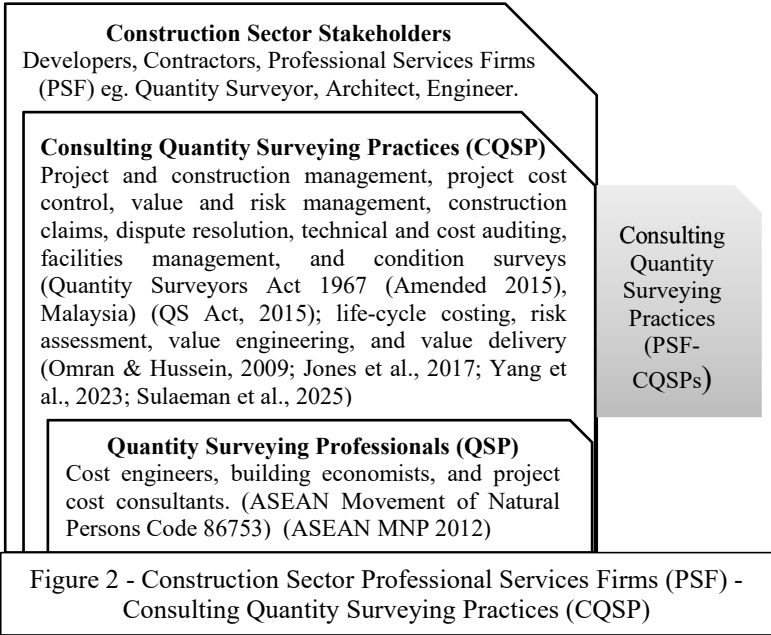 Construction Sector Stakeholders
Developers, Contractors, Professional Services Firms
(PSF) eg. Quantity Surveyor, Architect, Engineer.
Consulting Quantity Surveying Practices (CQSP)
Project and construction management, project cost
control, value and risk management, construction
claims, dispute resolution, technical and cost auditing,
facilities management, and condition surveys
(Quantity Surveyors Act 1967 (Amended 2015),
Malaysia) (QS Act, 2015); life-cycle costing, risk
assessment, value engineering, and value delivery
(Omran & Hussein, 2009; Jones et al., 2017; Yang et
al., 2023; Sulaeman et al., 2025)
Quantity Surveying Professionals (QSP)
Cost engineers, building economists, and project
cost consultants. (ASEAN Movement of Natural
Persons Code 86753) (ASEAN MNP 2012)
Consulting
Quantity
Surveying
Practices
(PSF-
CQSPs)
Figure 2 - Construction Sector Professional Services Firms (PSF) -
Consulting Quantity Surveying Practices (CQSP)